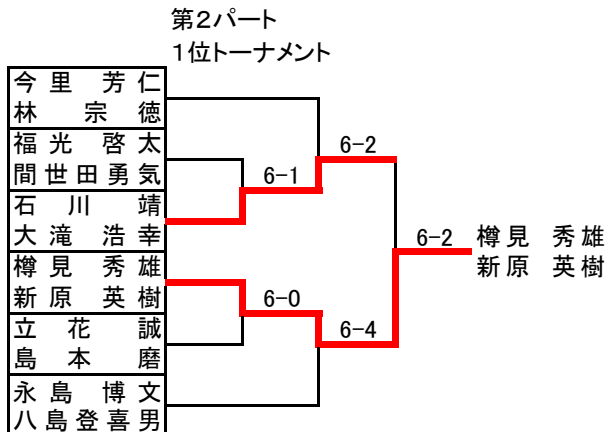 第2パート
1位トーナメント
今里 芳仁
林 宗徳
福光 啓太
間世田勇気
石川 靖
大滝 浩幸
樽見 秀雄
新原 英樹
立花 誠
島本 磨
永島 博文
八島登喜男
6-1
6-2
6-0
6-4
6-2
樽見 秀雄
新原 英樹